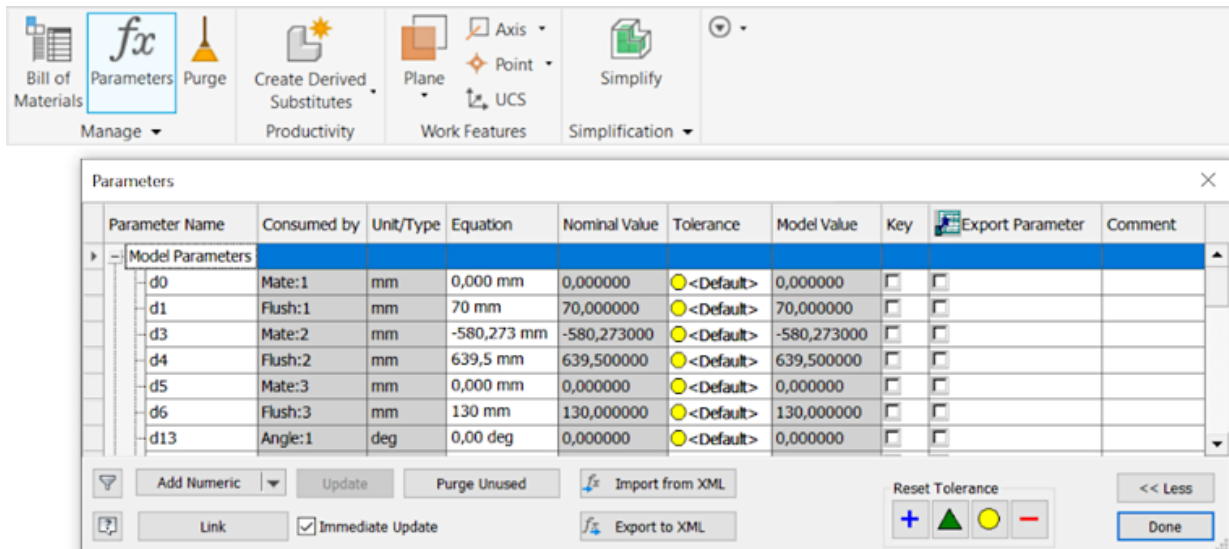 fx
Bill of Materials
Parameters
Purge
Create Derived Substitutes
Plane
Axis
Point
UCS
Simplify
Manage
Productivity
Work Features
Simplification
Parameters
Parameter Name Consumed by Unit/Type Equation Nominal Value Tolerance Model Value Key Export Parameter Comment
Model Parameters
d0 Mate:1 mm 0,000 mm 0,000000 <Default> 0,000000
d1 Flush:1 mm 70 mm 70,000000 <Default> 70,000000
d3 Mate:2 mm -580,273 mm -580,273000 <Default> -580,273000
d4 Flush:2 mm 639,5 mm 639,500000 <Default> 639,500000
d5 Mate:3 mm 0,000 mm 0,000000 <Default> 0,000000
d6 Flush:3 mm 130 mm 130,000000 <Default> 130,000000
d13 Angle:1 deg 0,00 deg 0,000000 <Default> 0,000000
Add Numeric Update Purge Unused fx Import from XML Reset Tolerance << Less
Link Immediate Update fx Export to XML Done